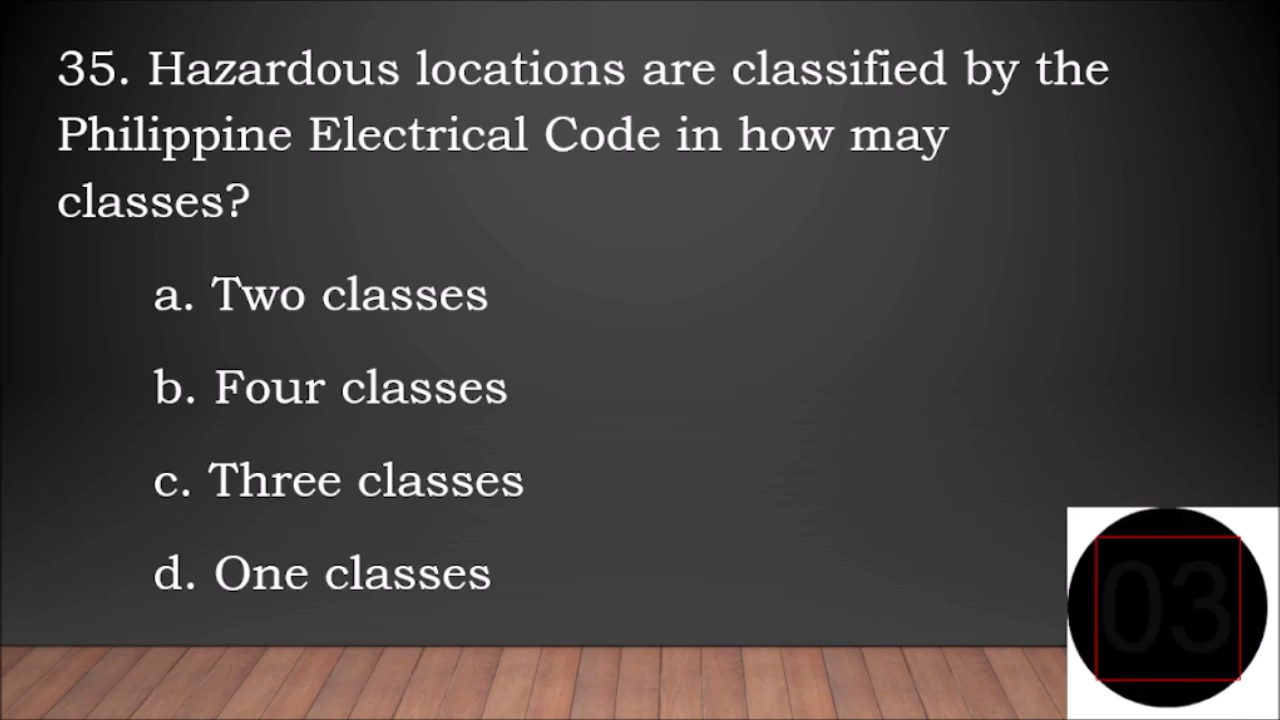 35. Hazardous locations are classified by the
Philippine Electrical Code in how may
classes?
a. Two classes
b. Four classes
c. Three classes
d. One classes
03